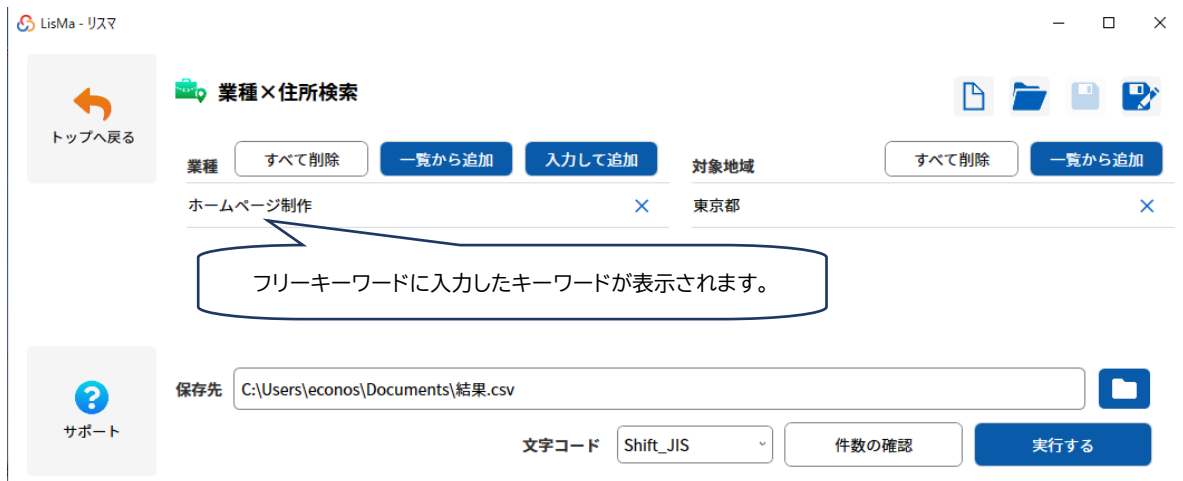 LisMa - リスマ
トップへ戻る
業種×住所検索
業種 すべて削除 一覧から追加 入力して追加
対象地域 すべて削除 一覧から追加
ホームページ制作
東京都
フリーキーワードに入力したキーワードが表示されます。
サポート
保存先 C:\Users\econos\Documents\結果.csv
文字コード Shift_JIS 件数の確認 実行する